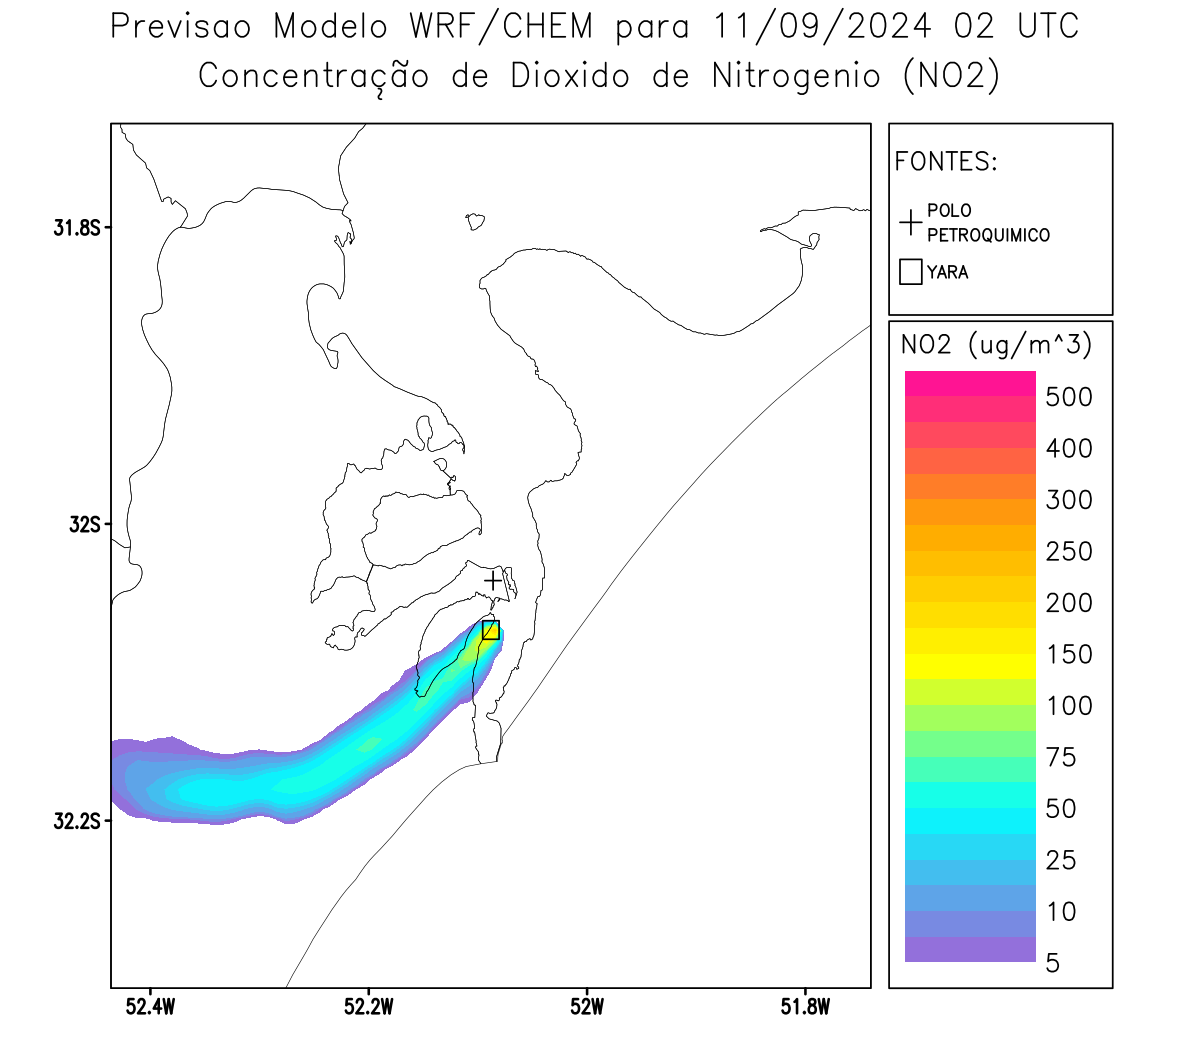 Previsao Modelo WRF/CHEM para 11/09/2024 02 UTC
Concentração de Dioxido de Nitrogenio (NO2)
FONTES:
POLO
PETROQUIMICO
YARA
31.8S
32S
32.2S
52.4W
52.2W
52W
51.8W
NO2 (ug/m^3)
500
400
300
250
200
150
100
75
50
25
10
5